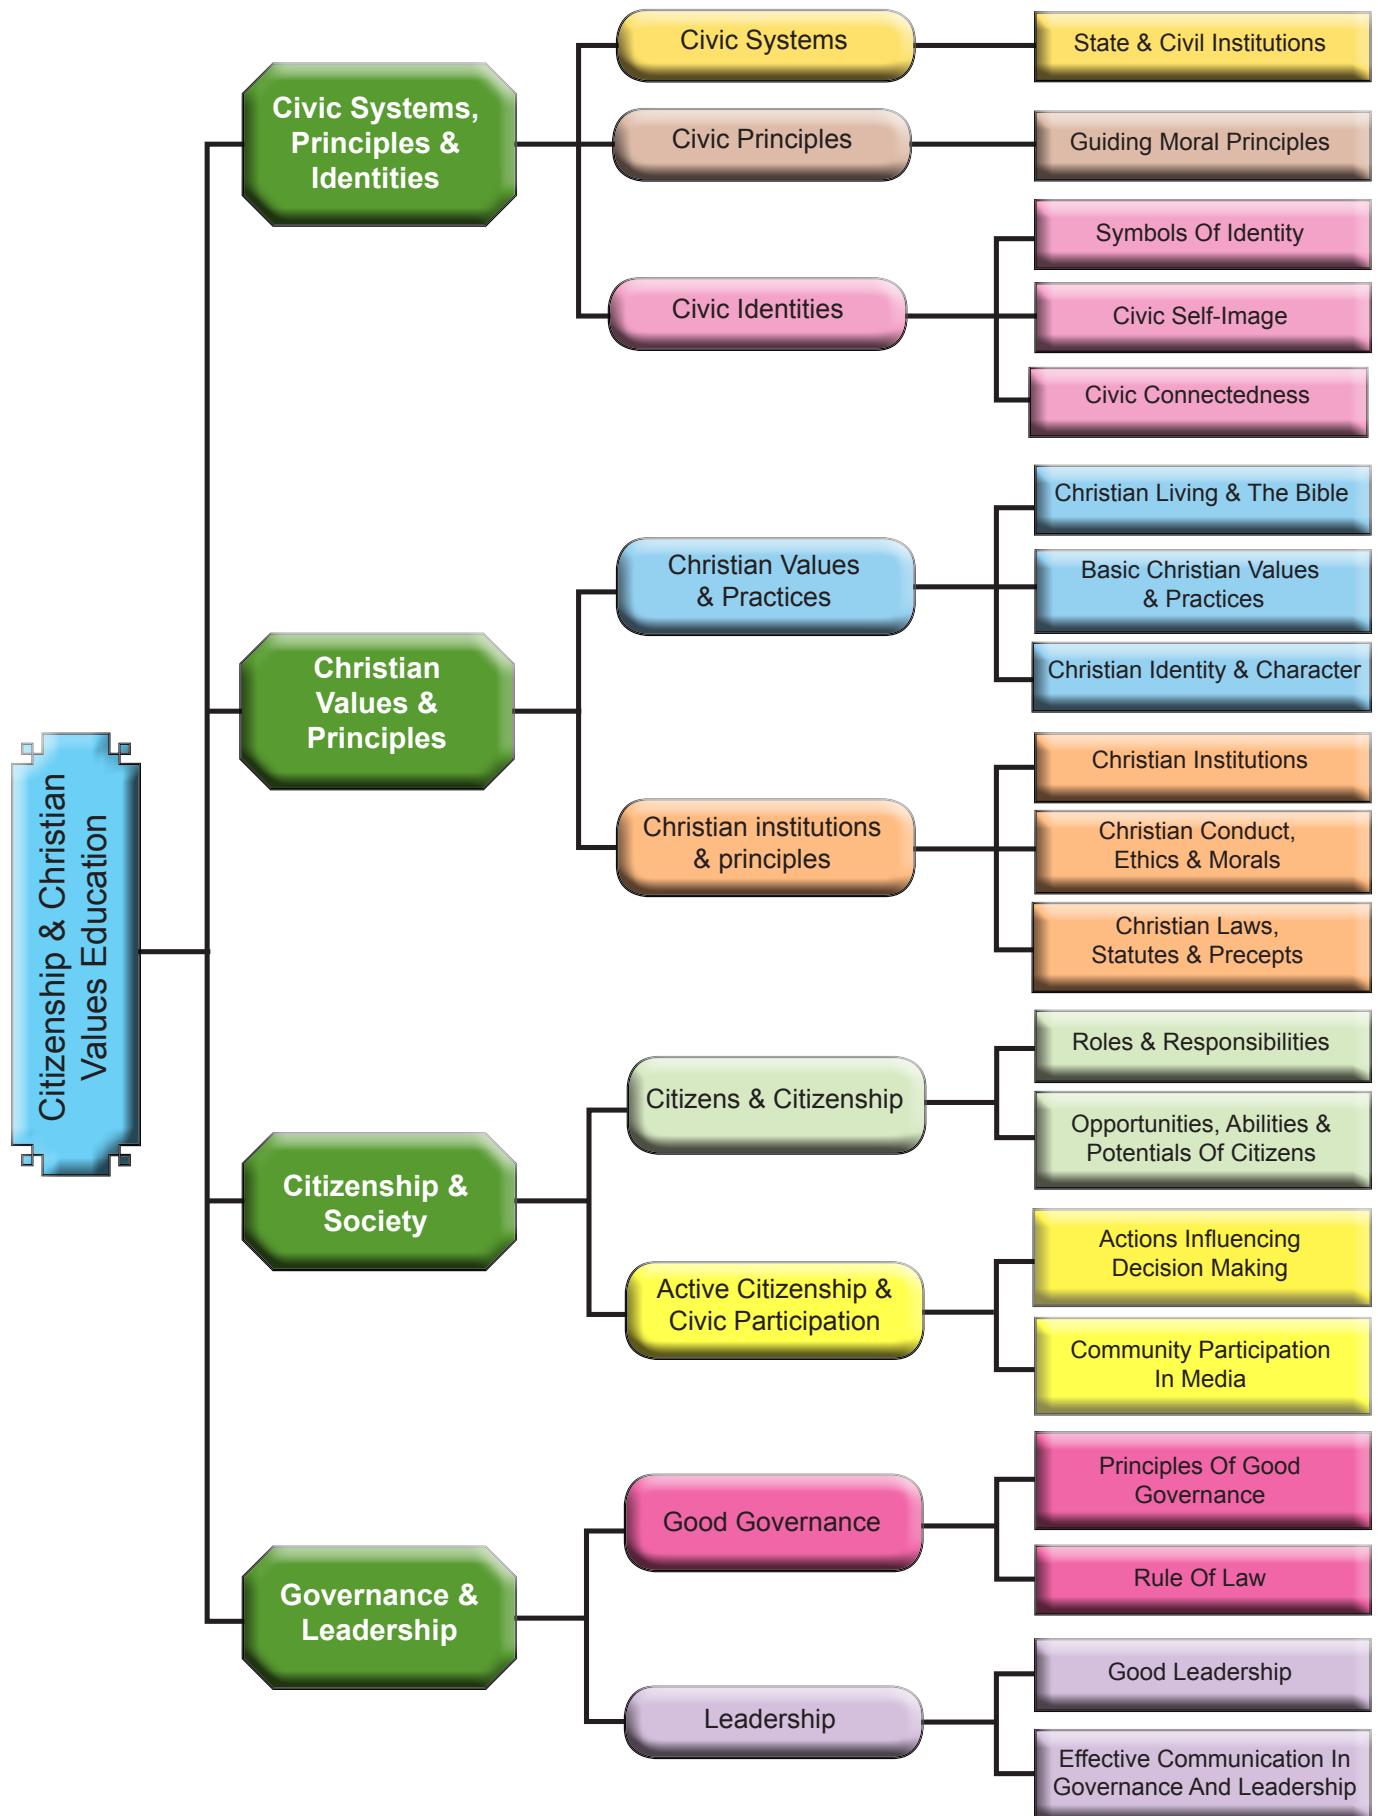 Citizenship & Christian
Values Education
Civic Systems,
Principles &
Identities
Civic Systems
State & Civil Institutions
Civic Principles
Guiding Moral Principles
Civic Identities
Symbols Of Identity
Civic Self-Image
Civic Connectedness
Christian
Values &
Principles
Christian Values
& Practices
Christian Living & The Bible
Basic Christian Values
& Practices
Christian Identity & Character
Christian institutions
& principles
Christian Institutions
Christian Conduct,
Ethics & Morals
Christian Laws,
Statutes & Precepts
Citizenship &
Society
Citizens & Citizenship
Roles & Responsibilities
Opportunities, Abilities &
Potentials Of Citizens
Active Citizenship &
Civic Participation
Actions Influencing
Decision Making
Community Participation
In Media
Governance &
Leadership
Good Governance
Principles Of Good
Governance
Rule Of Law
Leadership
Good Leadership
Effective Communication In
Governance And Leadership